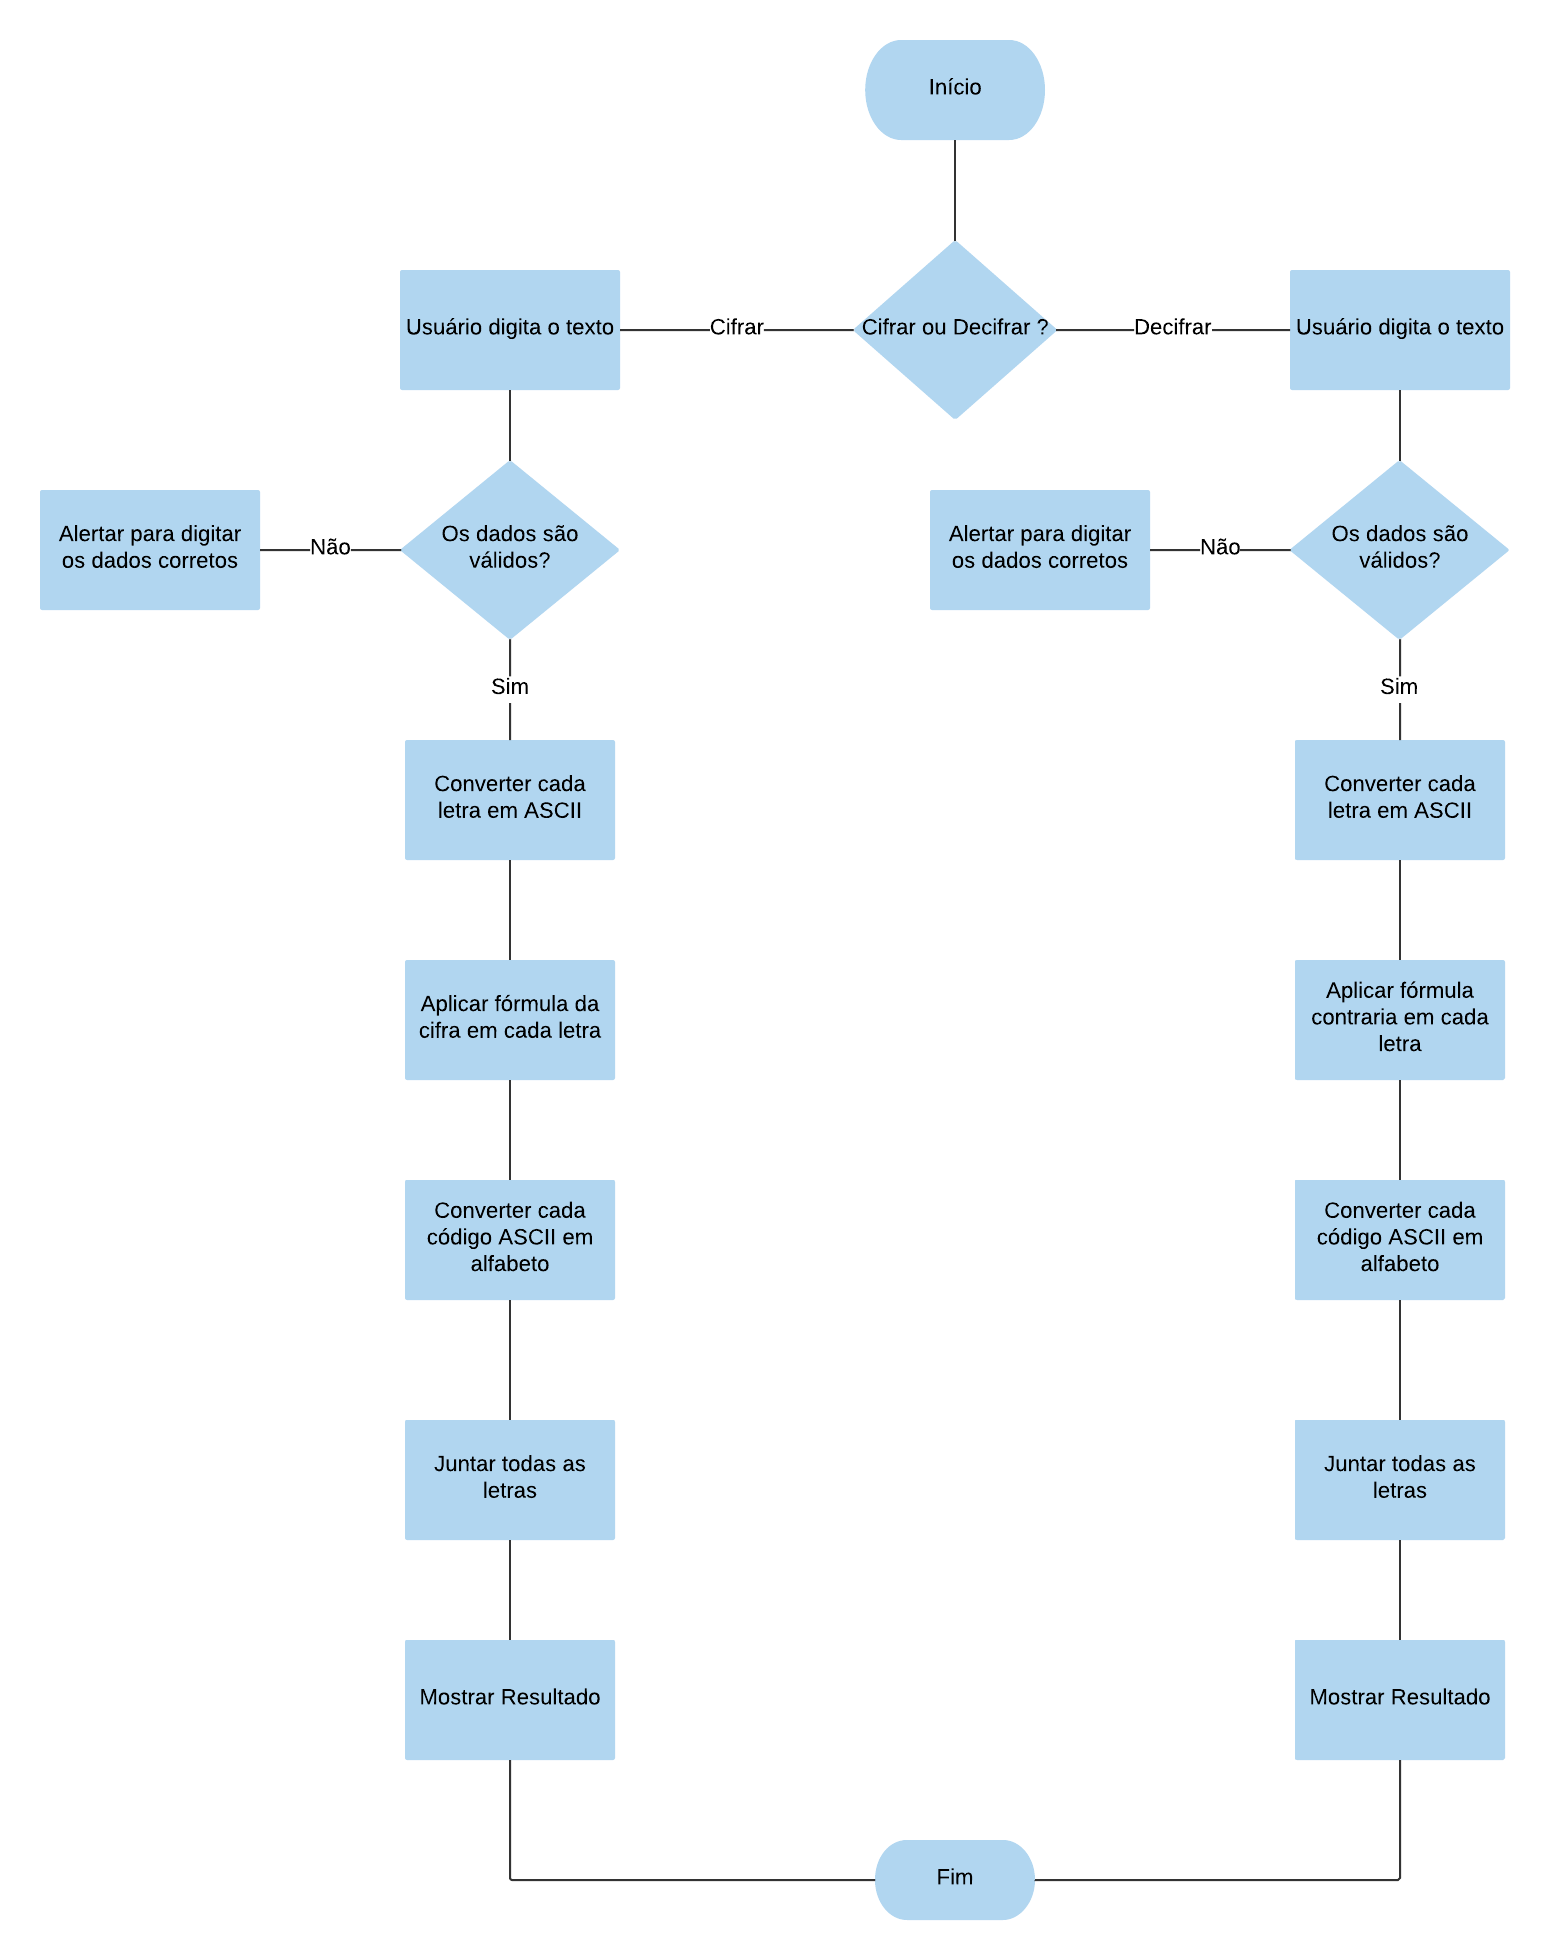 Início
Cifrar ou Decifrar ?
Cifrar
Decifrar
Usuário digita o texto
Os dados são
válidos?
Não
Alertar para digitar
os dados corretos
Sim
Converter cada
letra em ASCII
Aplicar fórmula da
cifra em cada letra
Converter cada
código ASCII em
alfabeto
Juntar todas as
letras
Mostrar Resultado
Usuário digita o texto
Os dados são
válidos?
Não
Alertar para digitar
os dados corretos
Sim
Converter cada
letra em ASCII
Aplicar fórmula
contraria em cada
letra
Converter cada
código ASCII em
alfabeto
Juntar todas as
letras
Mostrar Resultado
Fim